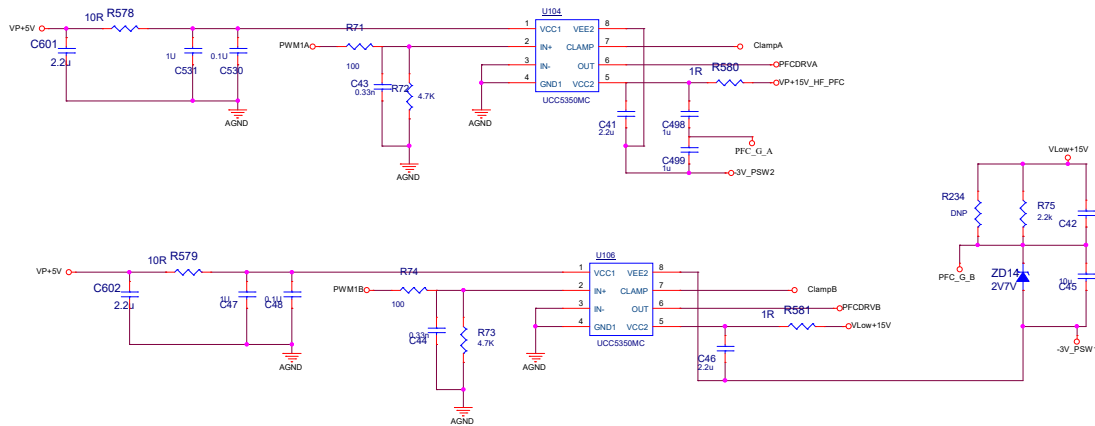 VP+5V
10R R578
C601
2.2u
1U
C531
0.1U
C530
AGND
PWM1A
R71
100
C43
0.33n
R72
4.7K
AGND
U104
1 VCC1 VEE2 8
2 IN+ CLAMP 7
3 IN- OUT 6
4 GND1 VCC2 5
UCC5350MC
AGND
ClampA
PFCDRVA
1R R580
VP+15V_HF_PFC
C41
2.2u
C498
1u
C499
1u
PFC_G_A
-3V_PSW2
VLow+15V
R234
DNP
R75
2.2k
C42
PFC_G_B
ZD14
2V7V
10u
C45
-3V_PSW1
VP+5V
10R R579
C602
2.2u
1U
C47
0.1U
C48
AGND
PWM1B
R74
100
0.33n
C44
R73
4.7K
AGND
U106
1 VCC1 VEE2 8
2 IN+ CLAMP 7
3 IN- OUT 6
4 GND1 VCC2 5
UCC5350MC
AGND
ClampB
PFCDRVB
1R R581
VLow+15V
C46
2.2u